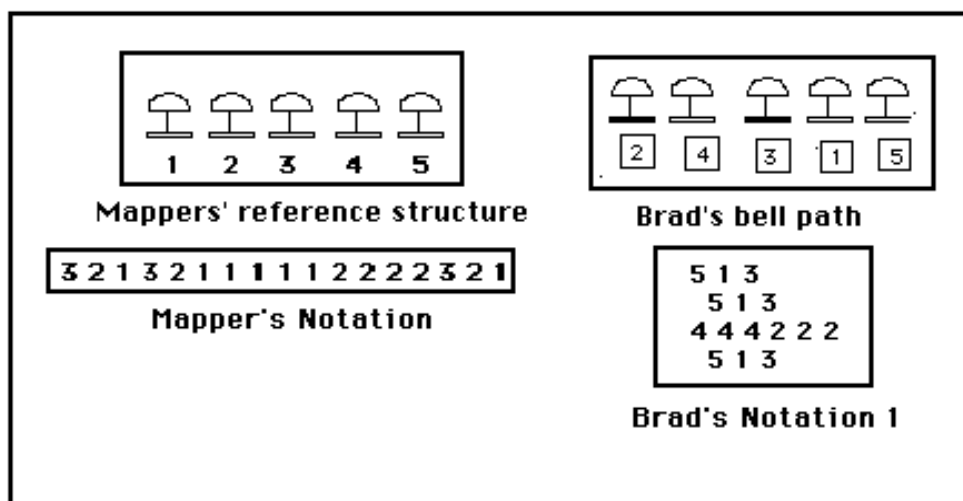 1 2 3 4 5
Mappers' reference structure
3 2 1 3 2 1 1 1 1 1 2 2 2 2 3 2 1
Mapper's Notation
2 4 3 1 5
Brad's bell path
5 1 3
5 1 3
4 4 4 2 2 2
5 1 3
Brad's Notation 1